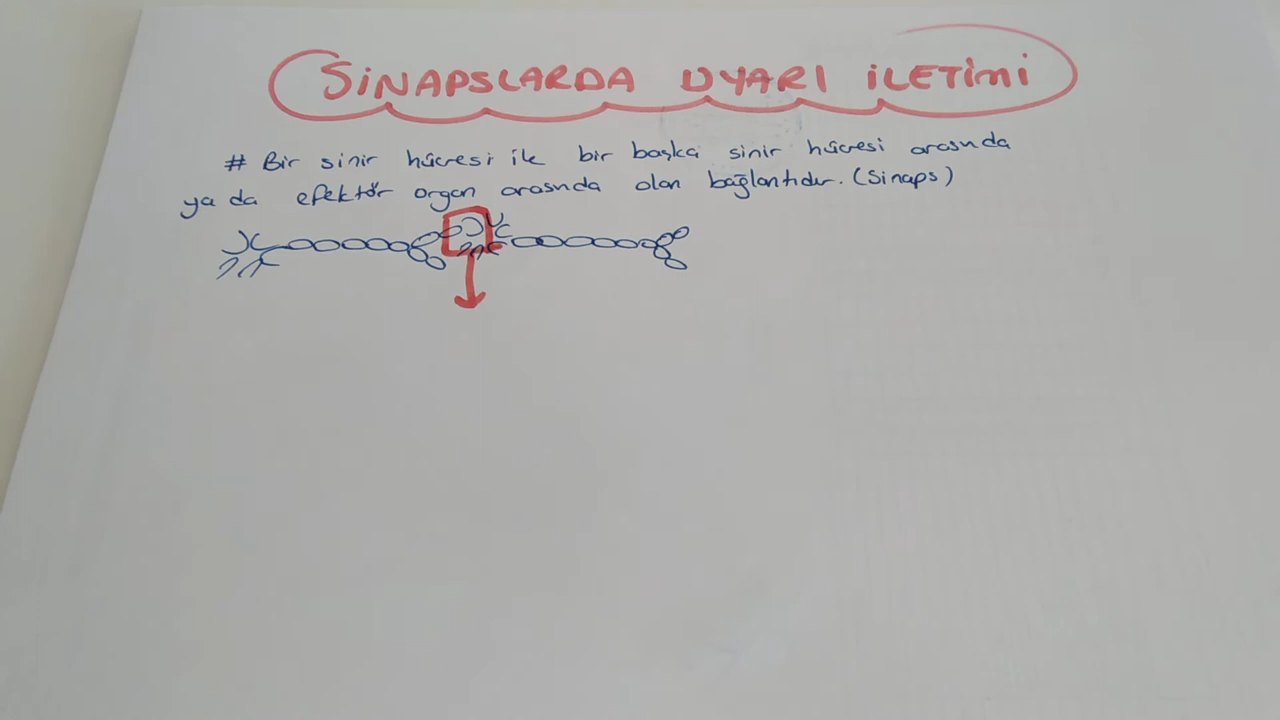 SİNAPSLARDA UYARI İLETİMİ
# Bir sinir hücresi ile bir başka sinir hücresi arasında
ya da efektör organ arasında olan bağlantıdır. (Sinaps)